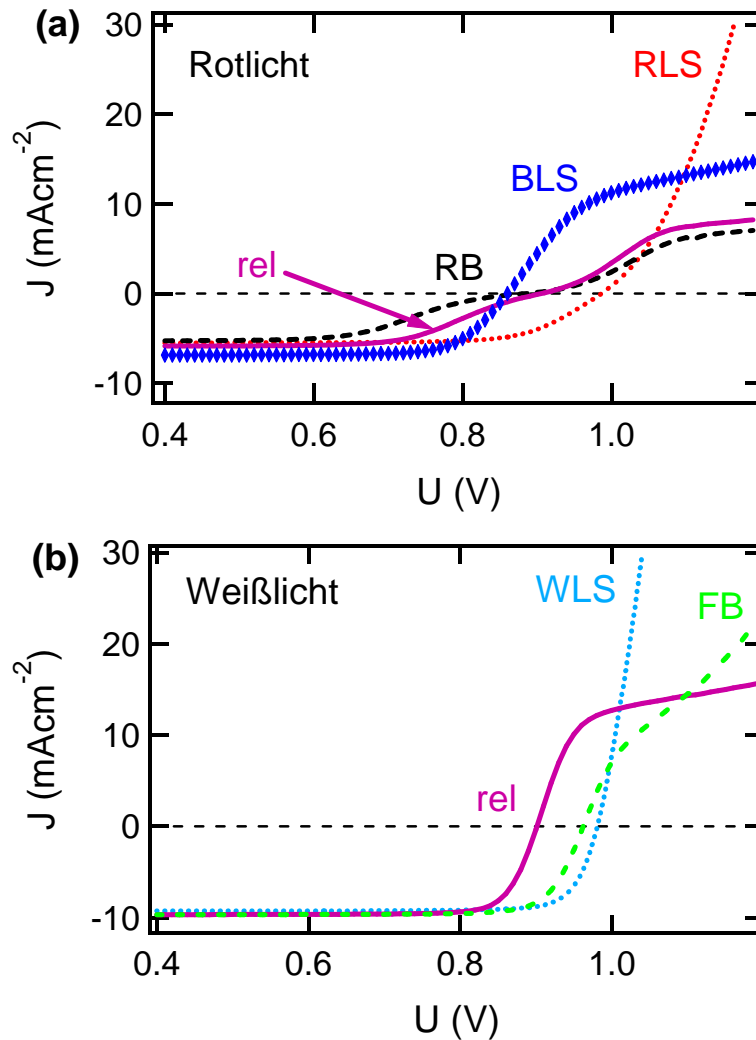 (a)
30
20
10
0
-10
J (mAcm-2)
Rotlicht
RLS
BLS
rel
RB
0.4 0.6 0.8 1.0
U (V)
(b)
30
20
10
0
-10
J (mAcm-2)
Weißlicht
WLS
FB
rel
0.4 0.6 0.8 1.0
U (V)